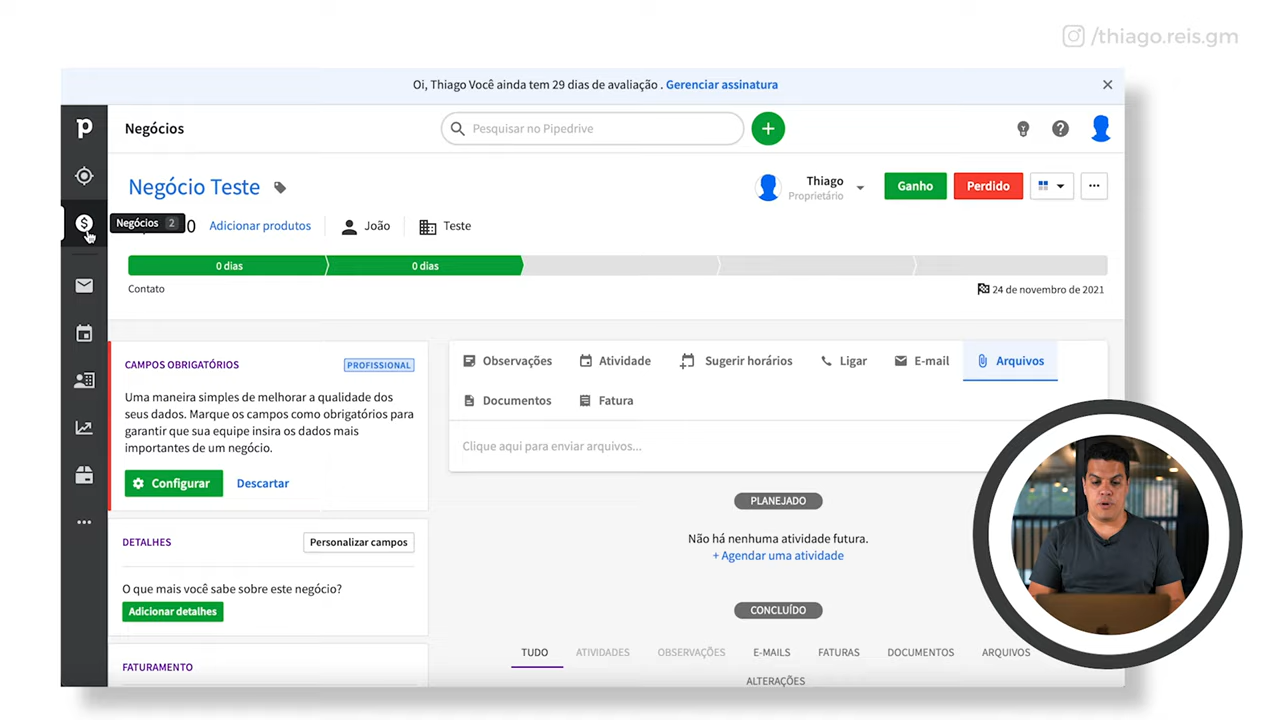 /thiago.reis.gm
Oi, Thiago Você ainda tem 29 dias de avaliação . Gerenciar assinatura
Negócios
Pesquisar no Pipedrive
Negócio Teste
Thiago
Proprietário
Ganho
Perdido
Negócios 2
0
Adicionar produtos
João
Teste
0 dias
0 dias
Contato
24 de novembro de 2021
CAMPOS OBRIGATÓRIOS
PROFISSIONAL
Uma maneira simples de melhorar a qualidade dos
seus dados. Marque os campos como obrigatórios para
garantir que sua equipe insira os dados mais
importantes de um negócio.
Configurar
Descartar
DETALHES
Personalizar campos
O que mais você sabe sobre este negócio?
Adicionar detalhes
FATURAMENTO
Observações
Atividade
Sugerir horários
Ligar
E-mail
Arquivos
Documentos
Fatura
Clique aqui para enviar arquivos...
PLANEJADO
Não há nenhuma atividade futura.
+ Agendar uma atividade
CONCLUÍDO
TUDO
ATIVIDADES
OBSERVAÇÕES
E-MAILS
FATURAS
DOCUMENTOS
ARQUIVOS
ALTERAÇÕES